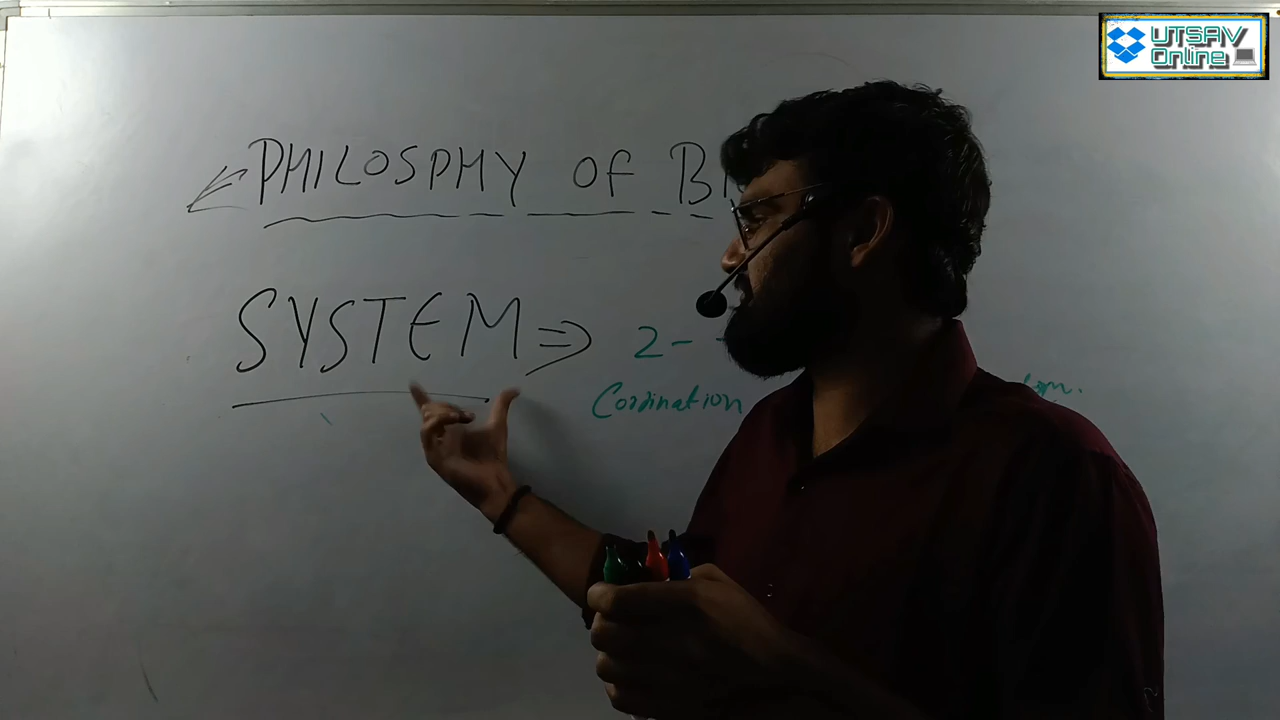 UTSAV
Online
PHILOSPHY OF
SYSTEM => 2-
Cordination